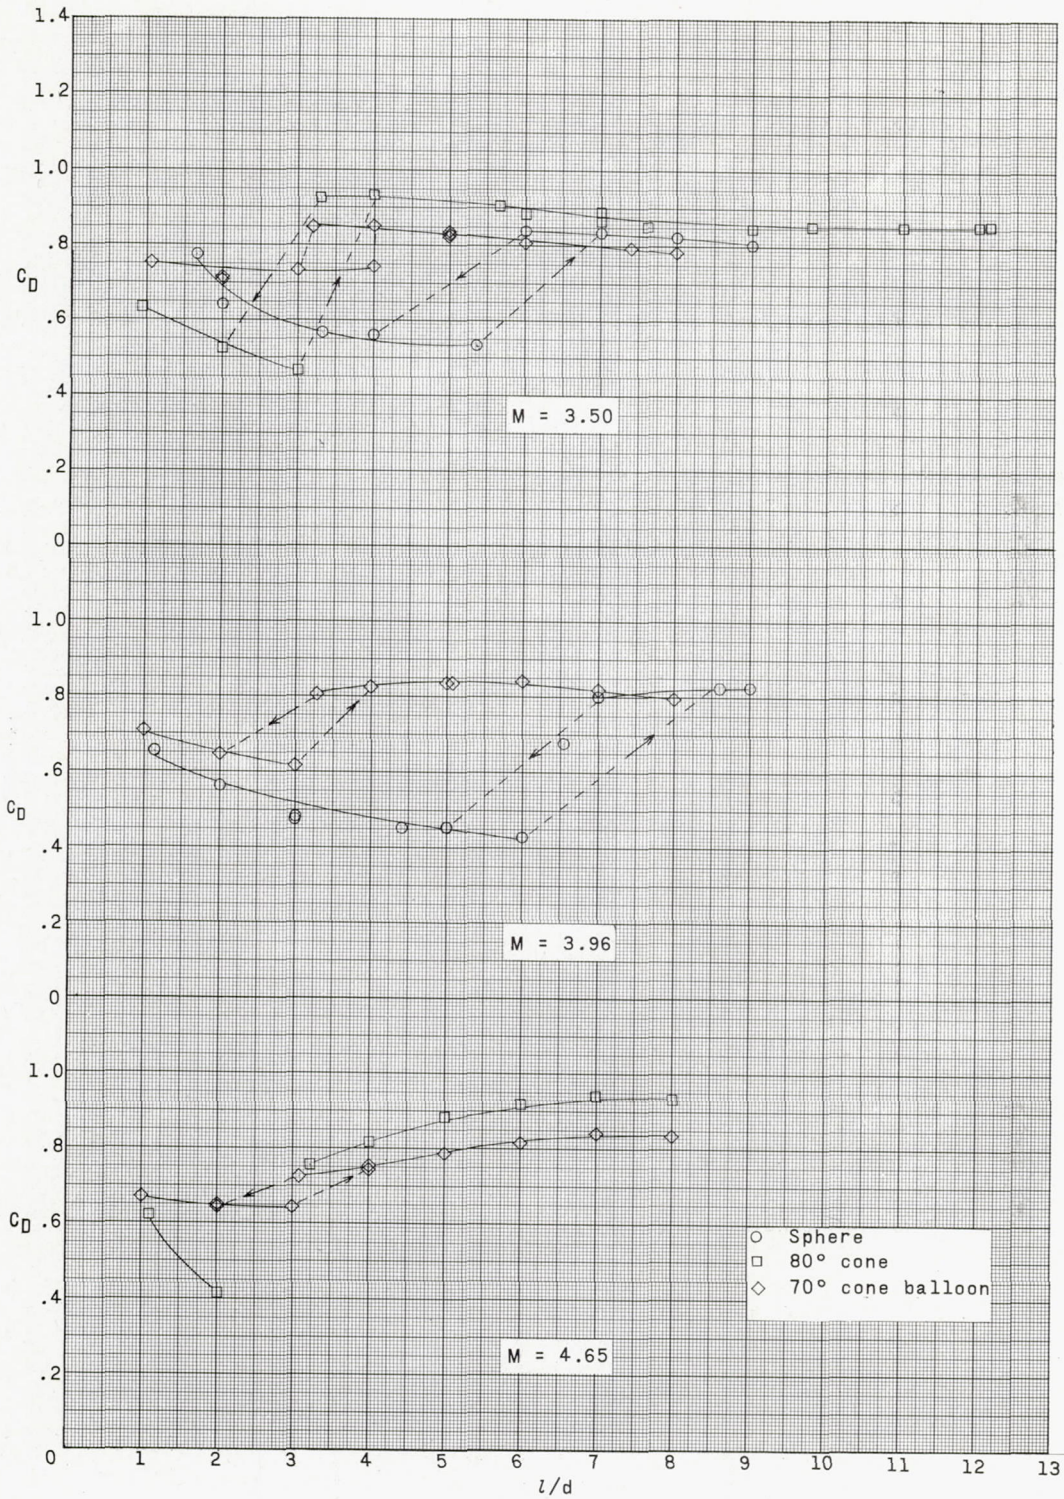 1.4
1.2
1.0
.8
C_D
.6
.4
M = 3.50
.2
0
1.0
.8
.6
C_D
.4
.2
M = 3.96
0
1.0
.8
.6
C_D
Sphere
80° cone
70° cone balloon
.4
M = 4.65
.2
0 1 2 3 4 5 6 7 8 9 10 11 12 13
l/d